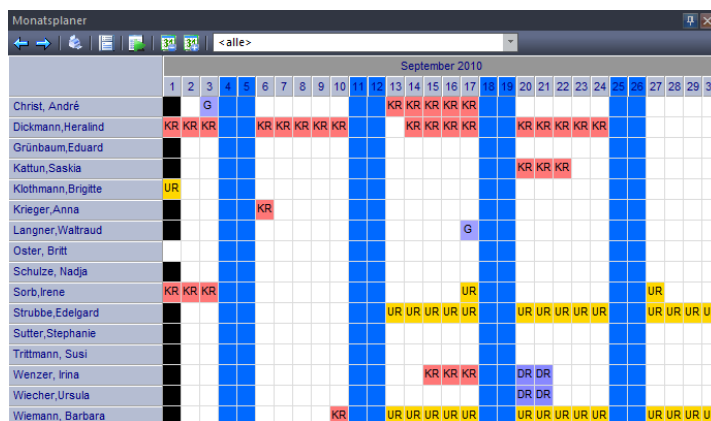 Monatsplaner
<alle>
September 2010
1 2 3 4 5 6 7 8 9 10 11 12 13 14 15 16 17 18 19 20 21 22 23 24 25 26 27 28 29 3
Christ, André G KR KR KR KR KR
Dickmann,Heralind KR KR KR KR KR KR KR KR KR KR KR KR KR KR KR KR KR
Grünbaum,Eduard
Kattun,Saskia KR KR KR
Klothmann,Brigitte UR
Krieger,Anna KR
Langner,Waltraud G
Oster, Britt
Schulze, Nadja
Sorb,Irene KR KR KR UR UR
Strubbe,Edelgard UR UR UR UR UR UR UR UR UR UR UR UR UR U
Sutter,Stephanie
Trittmann, Susi
Wenzer, Irina KR KR KR DR DR
Wiecher,Ursula DR DR
Wiemann, Barbara KR UR UR UR UR UR UR UR UR UR UR UR UR UR U